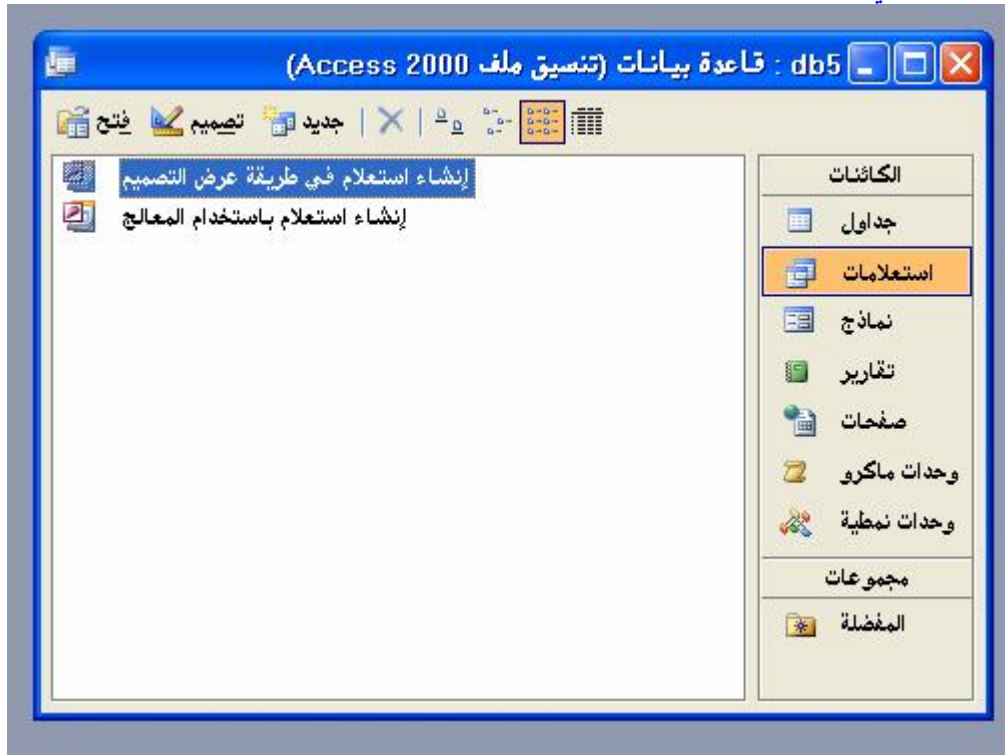 db5 : قاعدة بيانات (تنسيق ملف Access 2000)
فتح تصميم جديد
الكائنات
جداول
استعلامات
نماذج
تقارير
صفحات
وحدات ماكرو
وحدات نمطية
مجموعات
المفضلة
إنشاء استعلام في طريقة عرض التصميم
إنشاء استعلام باستخدام المعالج